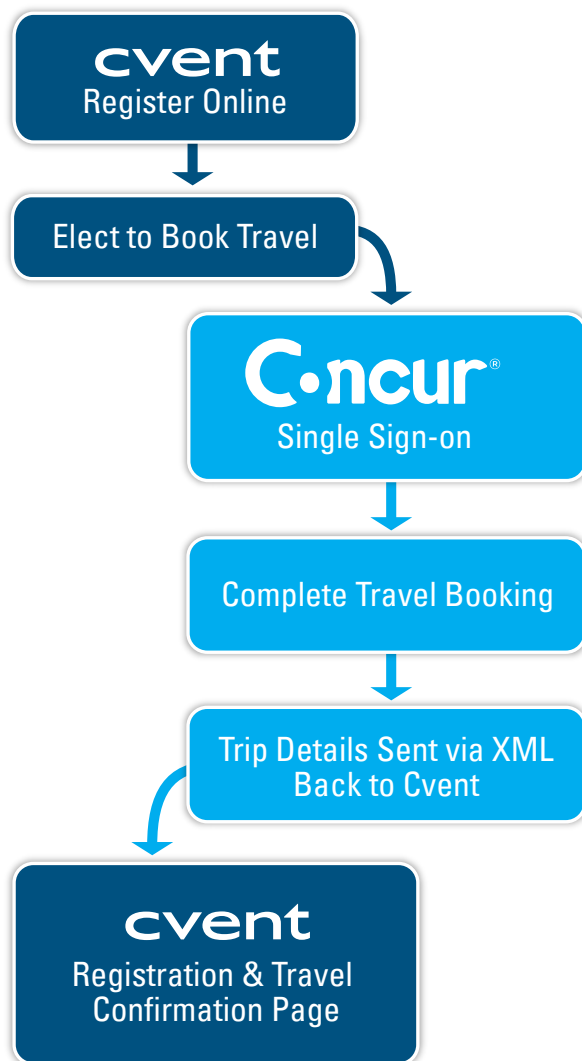 cvent
Register Online
Elect to Book Travel
C•ncur®
Single Sign-on
Complete Travel Booking
Trip Details Sent via XML
Back to Cvent
cvent
Registration & Travel
Confirmation Page